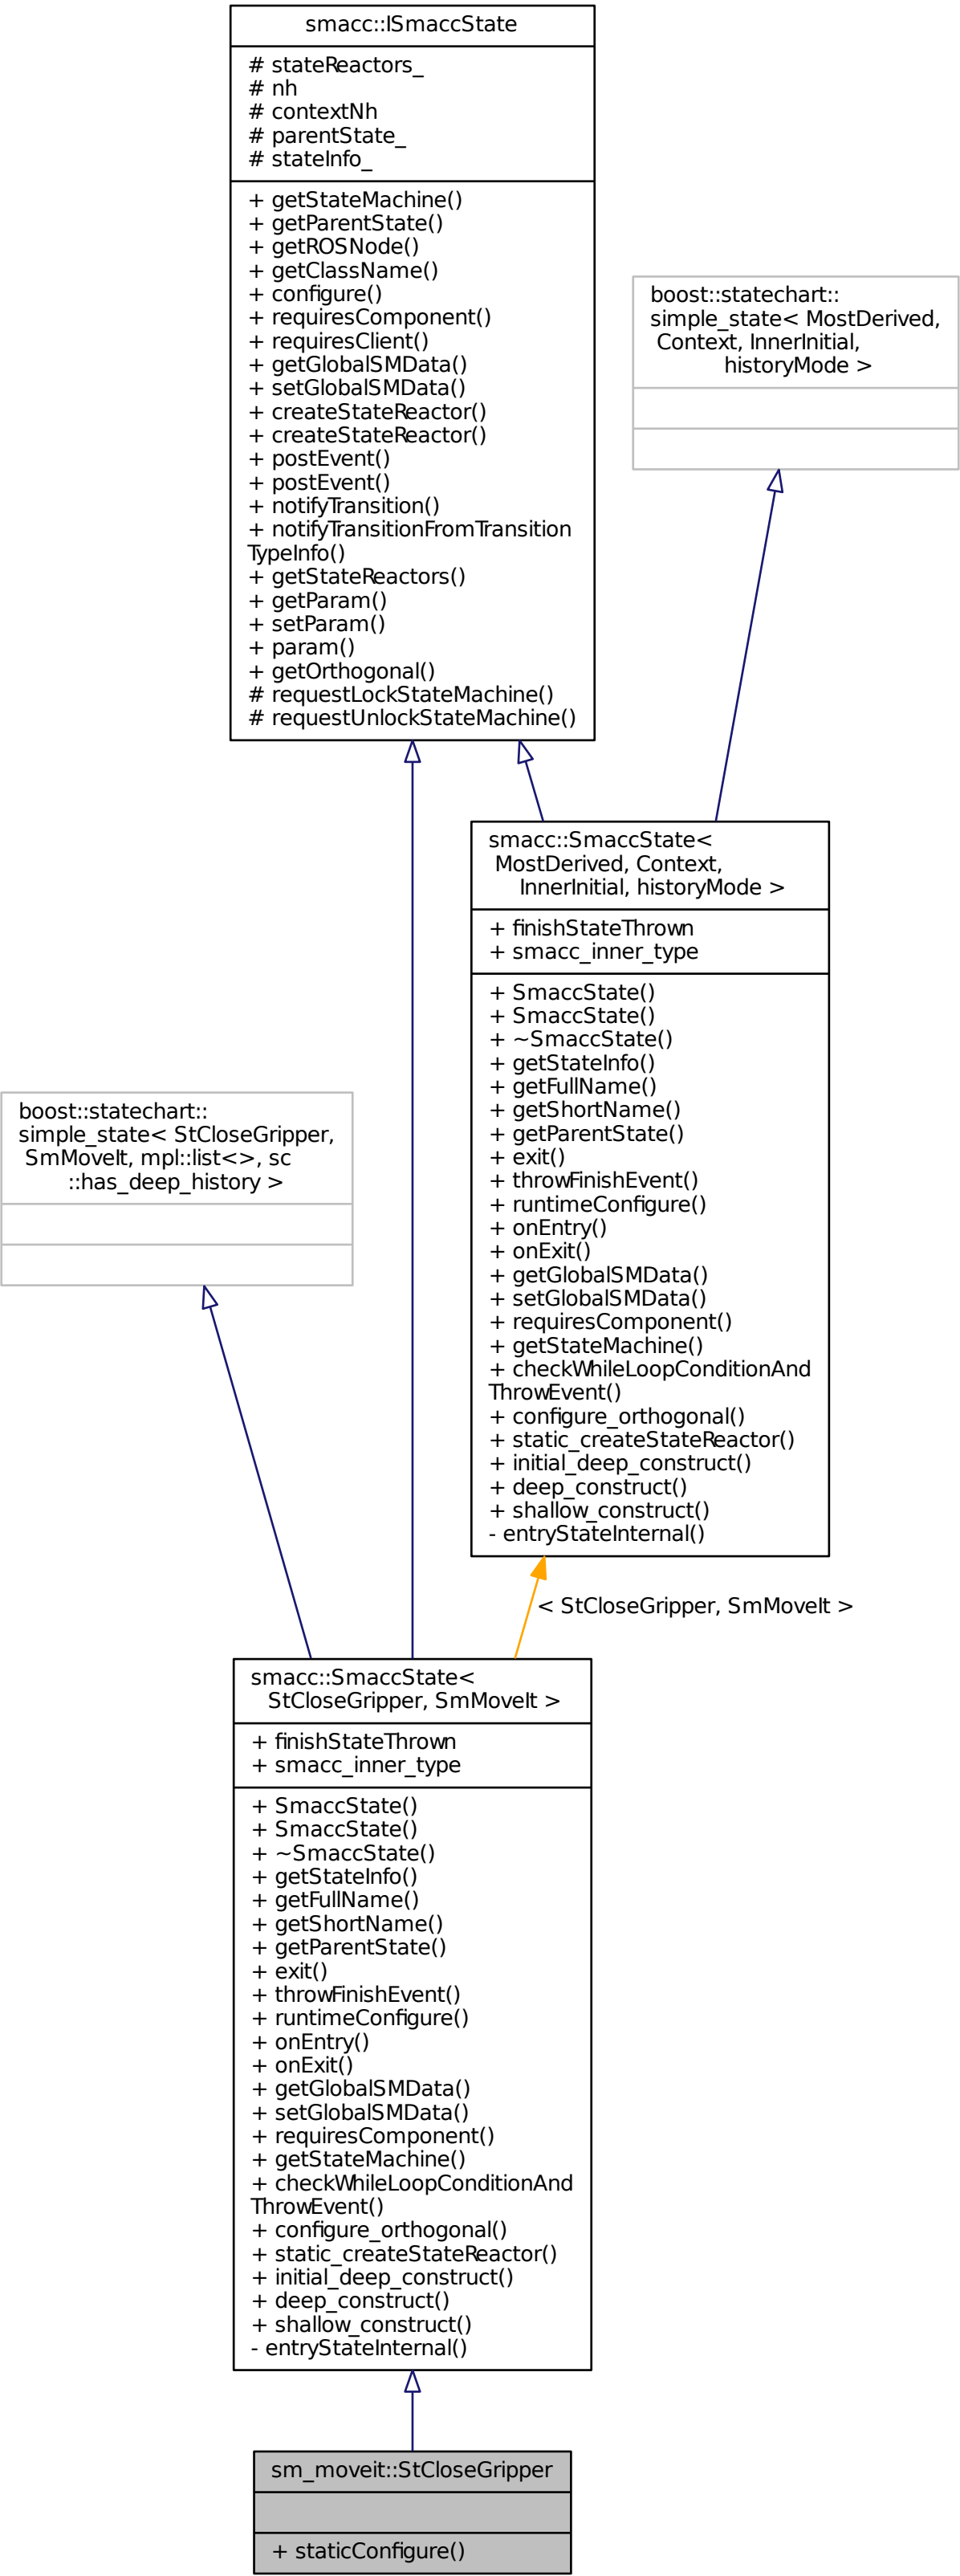 smacc::ISmaccState
# stateReactors_
# nh
# contextNh
# parentState_
# stateInfo_
+ getStateMachine()
+ getParentState()
+ getROSNode()
+ getClassName()
+ configure()
+ requiresComponent()
+ requiresClient()
+ getGlobalSMData()
+ setGlobalSMData()
+ createStateReactor()
+ createStateReactor()
+ postEvent()
+ postEvent()
+ notifyTransition()
+ notifyTransitionFromTransition
TypeInfo()
+ getStateReactors()
+ getParam()
+ setParam()
+ param()
+ getOrthogonal()
# requestLockStateMachine()
# requestUnlockStateMachine()
boost::statechart::
simple_state< MostDerived,
Context, InnerInitial,
historyMode >
smacc::SmaccState<
MostDerived, Context,
InnerInitial, historyMode >
+ finishStateThrown
+ smacc_inner_type
+ SmaccState()
+ SmaccState()
+ ~SmaccState()
+ getStateInfo()
+ getFullName()
+ getShortName()
+ getParentState()
+ exit()
+ throwFinishEvent()
+ runtimeConfigure()
+ onEntry()
+ onExit()
+ getGlobalSMData()
+ setGlobalSMData()
+ requiresComponent()
+ getStateMachine()
+ checkWhileLoopConditionAnd
ThrowEvent()
+ configure_orthogonal()
+ static_createStateReactor()
+ initial_deep_construct()
+ deep_construct()
+ shallow_construct()
- entryStateInternal()
boost::statechart::
simple_state< StCloseGripper,
SmMoveIt, mpl::list<>, sc
::has_deep_history >
< StCloseGripper, SmMoveIt >
smacc::SmaccState<
StCloseGripper, SmMoveIt >
+ finishStateThrown
+ smacc_inner_type
+ SmaccState()
+ SmaccState()
+ ~SmaccState()
+ getStateInfo()
+ getFullName()
+ getShortName()
+ getParentState()
+ exit()
+ throwFinishEvent()
+ runtimeConfigure()
+ onEntry()
+ onExit()
+ getGlobalSMData()
+ setGlobalSMData()
+ requiresComponent()
+ getStateMachine()
+ checkWhileLoopConditionAnd
ThrowEvent()
+ configure_orthogonal()
+ static_createStateReactor()
+ initial_deep_construct()
+ deep_construct()
+ shallow_construct()
- entryStateInternal()
sm_moveit::StCloseGripper
+ staticConfigure()